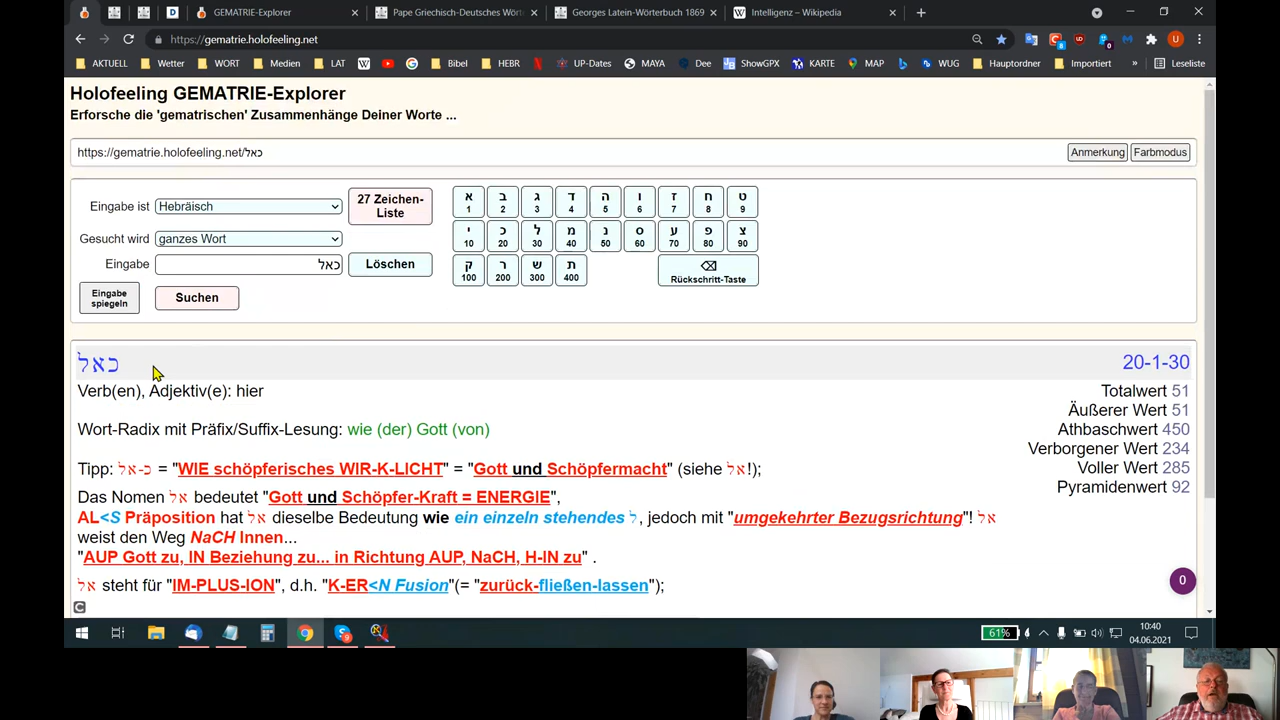 GEMATRIE-Explorer
Pape Griechisch-Deutsches Wört
Georges Latein-Wörterbuch 1869
Intelligenz – Wikipedia
https://gematrie.holofeeling.net
AKTUELL Wetter WORT Medien LAT Bibel HEBR UP-Dates MAYA Dee ShowGPX KARTE MAP WUG Hauptordner Importiert » Leseliste
Holofeeling GEMATRIE-Explorer
Erforsche die 'gematrischen' Zusammenhänge Deiner Worte ...
https://gematrie.holofeeling.net/כאל
Anmerkung Farbmodus
Eingabe ist Hebräisch
27 Zeichen-
Liste
Gesucht wird ganzes Wort
Eingabe כאל Löschen
Eingabe
spiegeln
Suchen
א ב ג ד ה ו ז ח ט
1 2 3 4 5 6 7 8 9
י כ ל מ נ ס ע פ צ
10 20 30 40 50 60 70 80 90
ק ר ש ת
100 200 300 400
Rückschritt-Taste
כאל 20-1-30
Verb(en), Adjektiv(e): hier
Totalwert 51
Äußerer Wert 51
Athbaschwert 450
Verborgener Wert 234
Voller Wert 285
Pyramidenwert 92
Wort-Radix mit Präfix/Suffix-Lesung: wie (der) Gott (von)
Tipp: כ-אל = "WIE schöpferisches WIR-K-LICHT" = "Gott und Schöpfermacht" (siehe אל!);
Das Nomen אל bedeutet "Gott und Schöpfer-Kraft = ENERGIE",
AL<S Präposition hat אל dieselbe Bedeutung wie ein einzeln stehendes ל, jedoch mit "umgekehrter Bezugsrichtung"! אל
weist den Weg NaCH Innen...
"AUP Gott zu, IN Beziehung zu... in Richtung AUP, NaCH, H-IN zu" .
אל steht für "IM-PLUS-ION", d.h. "K-ER<N Fusion"(= "zurück-fließen-lassen");
0
61%
10:40
04.06.2021